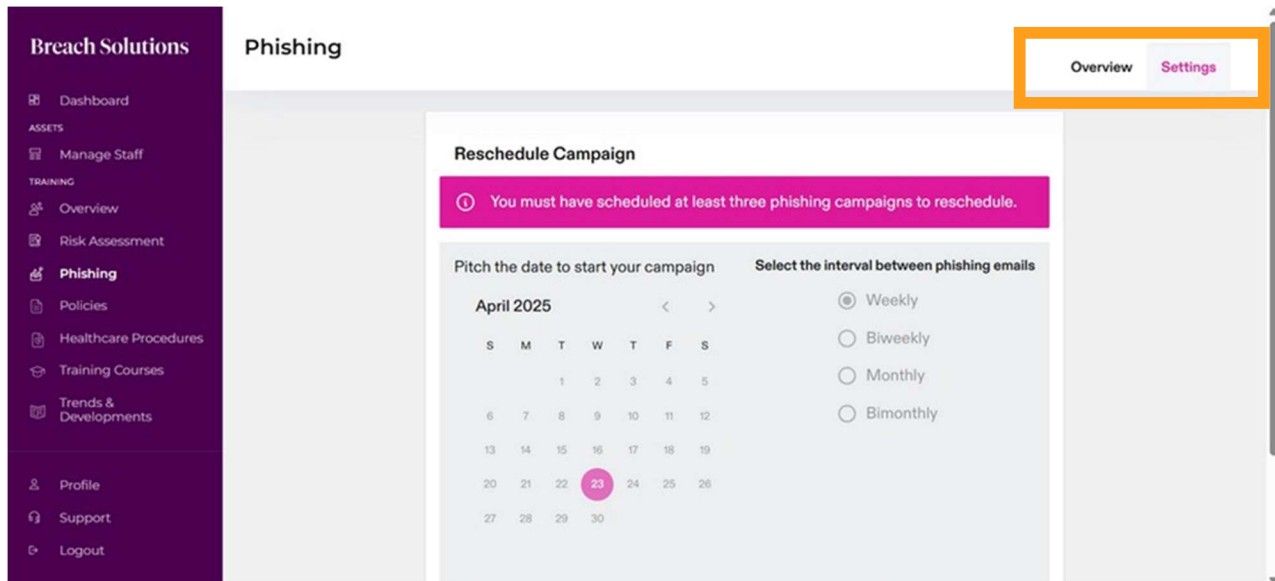 Breach Solutions
Dashboard
ASSETS
Manage Staff
TRAINING
Overview
Risk Assessment
Phishing
Policies
Healthcare Procedures
Training Courses
Trends &
Developments
Profile
Support
Logout
Phishing
Overview Settings
Reschedule Campaign
You must have scheduled at least three phishing campaigns to reschedule.
Pitch the date to start your campaign
April 2025
S M T W T F S
1 2 3 4 5
6 7 8 9 10 11 12
13 14 15 16 17 18 19
20 21 22 23 24 25 26
27 28 29 30
Select the interval between phishing emails
Weekly
Biweekly
Monthly
Bimonthly